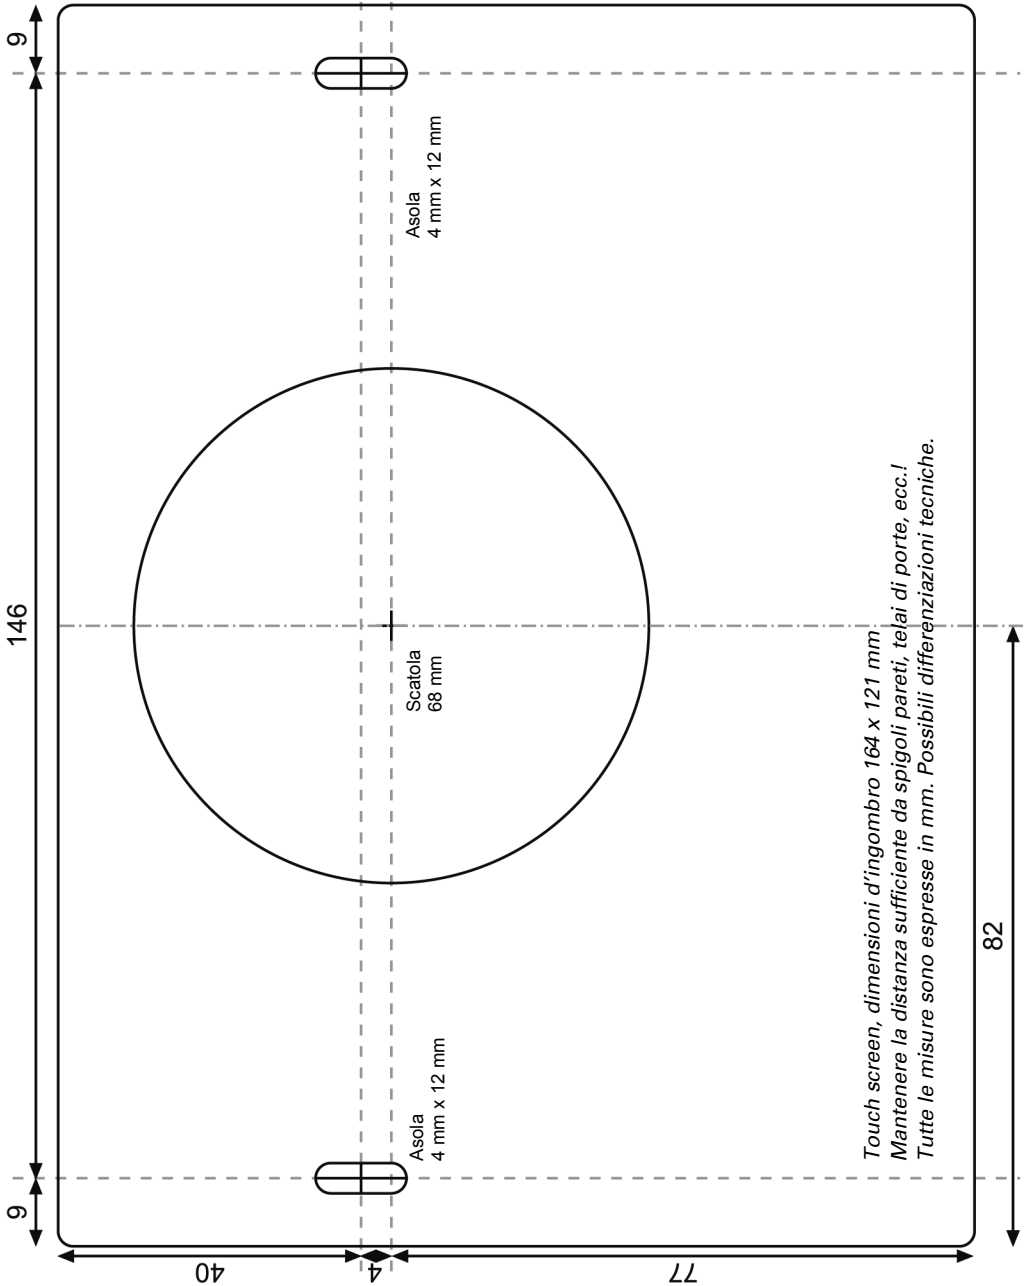 9
146
9
Asola
4 mm x 12 mm
Scatola
68 mm
Asola
4 mm x 12 mm
40
4
77
82
Touch screen, dimensioni d'ingombro 164 x 121 mm
Mantenere la distanza sufficiente da spigoli pareti, telai di porte, ecc.!
Tutte le misure sono espresse in mm. Possibili differenziazioni tecniche.